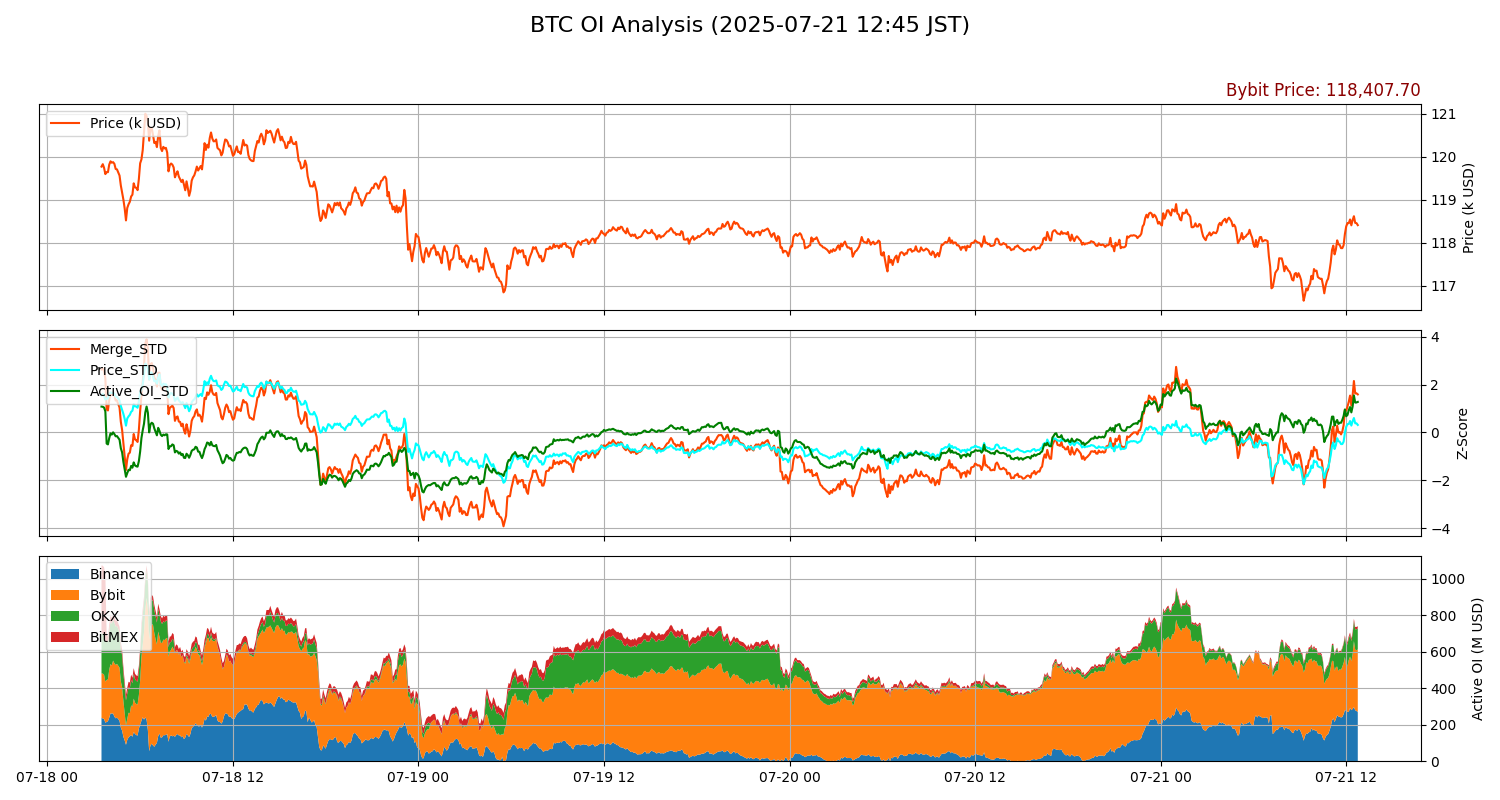 BTC OI Analysis (2025-07-21 12:45 JST)
Bybit Price: 118,407.70
Price (k USD)
121
120
119
118
117
Price (k USD)
Merge_STD
Price_STD
Active_OI_STD
4
2
0
−2
−4
Z-Score
Binance
Bybit
OKX
BitMEX
1000
800
600
400
200
0
Active OI (M USD)
07-18 00
07-18 12
07-19 00
07-19 12
07-20 00
07-20 12
07-21 00
07-21 12